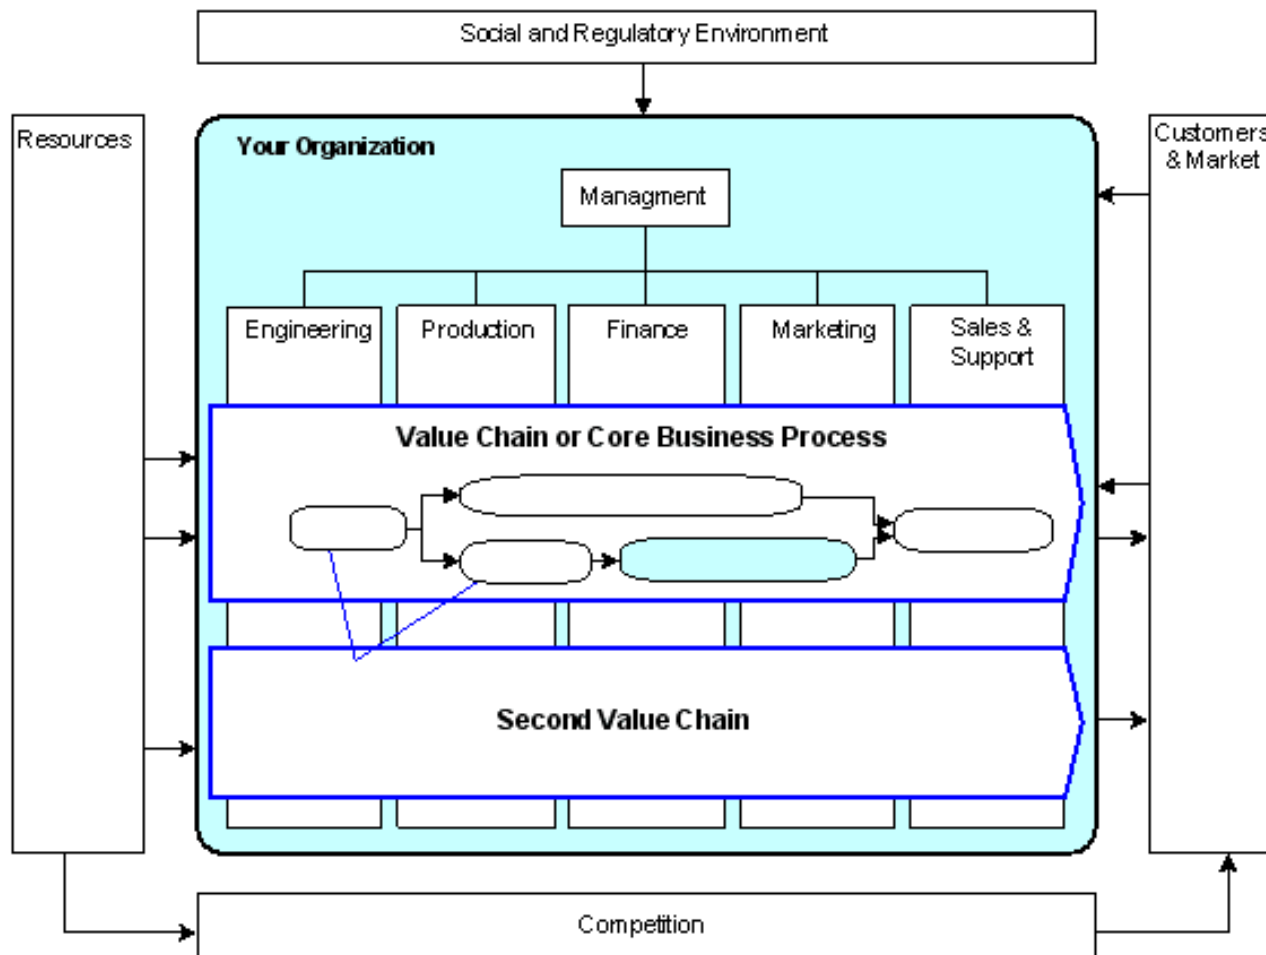 Social and Regulatory Environment
Resources
Customers
& Market
Your Organization
Managment
Engineering
Production
Finance
Marketing
Sales &
Support
Value Chain or Core Business Process
Second Value Chain
Competition